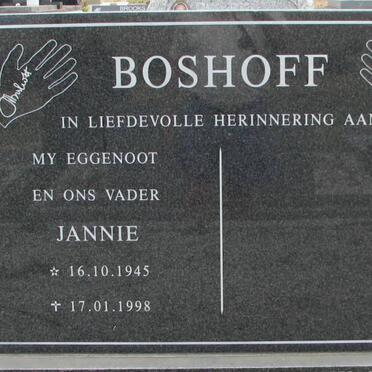 BOSHOFF
IN LIEFDEVOLLE HERINNERING AAN
MY EGGENOOT
EN ONS VADER
JANNIE
☆ 16.10.1945
✝ 17.01.1998